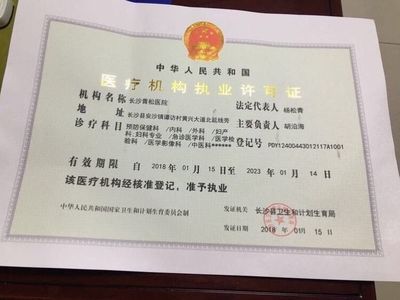 中华人民共和国
医疗机构执业许可证
机构名称 长沙青松医院 法定代表人 杨松青
地址 长沙县安沙镇谭坊村黄兴大道北延线旁 主要负责人 胡泊海
诊疗科目 预防保健科 /内科 /外科 /妇产科;妇科专业 /急诊医学科 /医学检验科 /医学影像科 /中医科****** 登记号 PDY12400443012117A1001
有效期限 自 2018 年 01 月 15 日至 2023 年 01 月 14 日
该医疗机构经核准登记，准予执业
中华人民共和国国家卫生和计划生育委员会制 发证机关 长沙县卫生和计划生育局
发证日期 2018 年 01 月 15 日